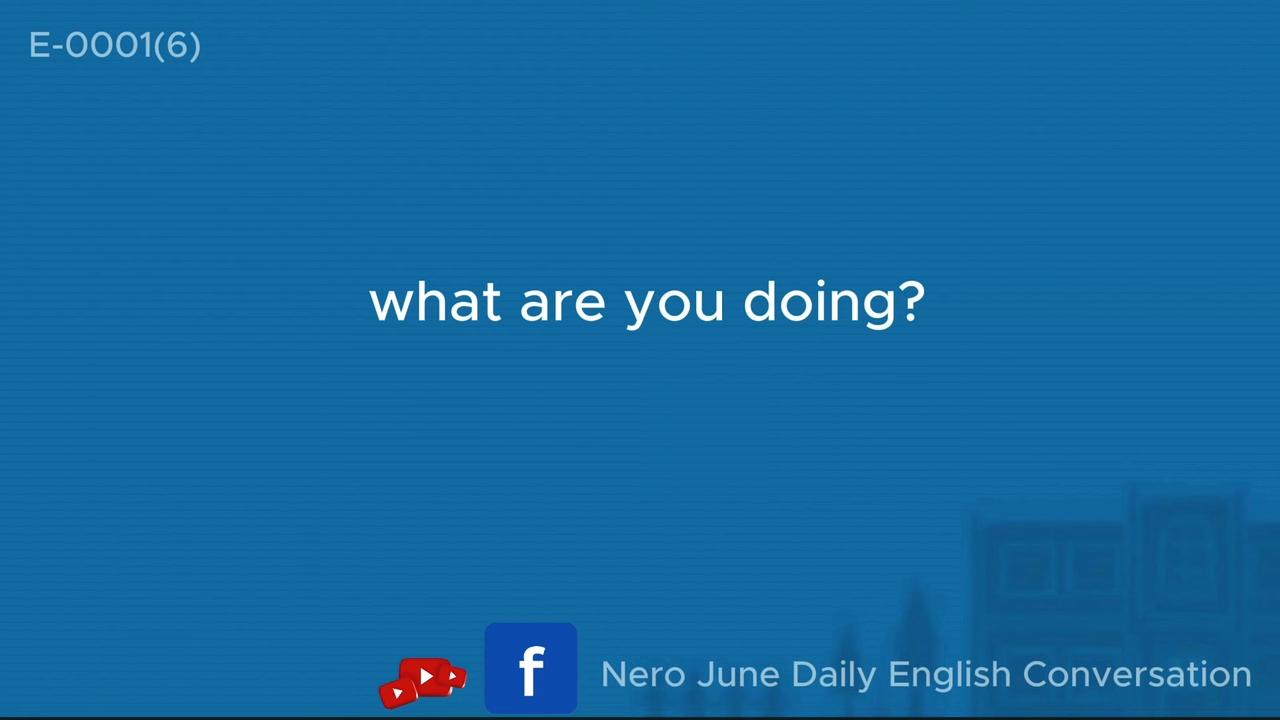 E-0001(6)
what are you doing?
f
Nero June Daily English Conversation